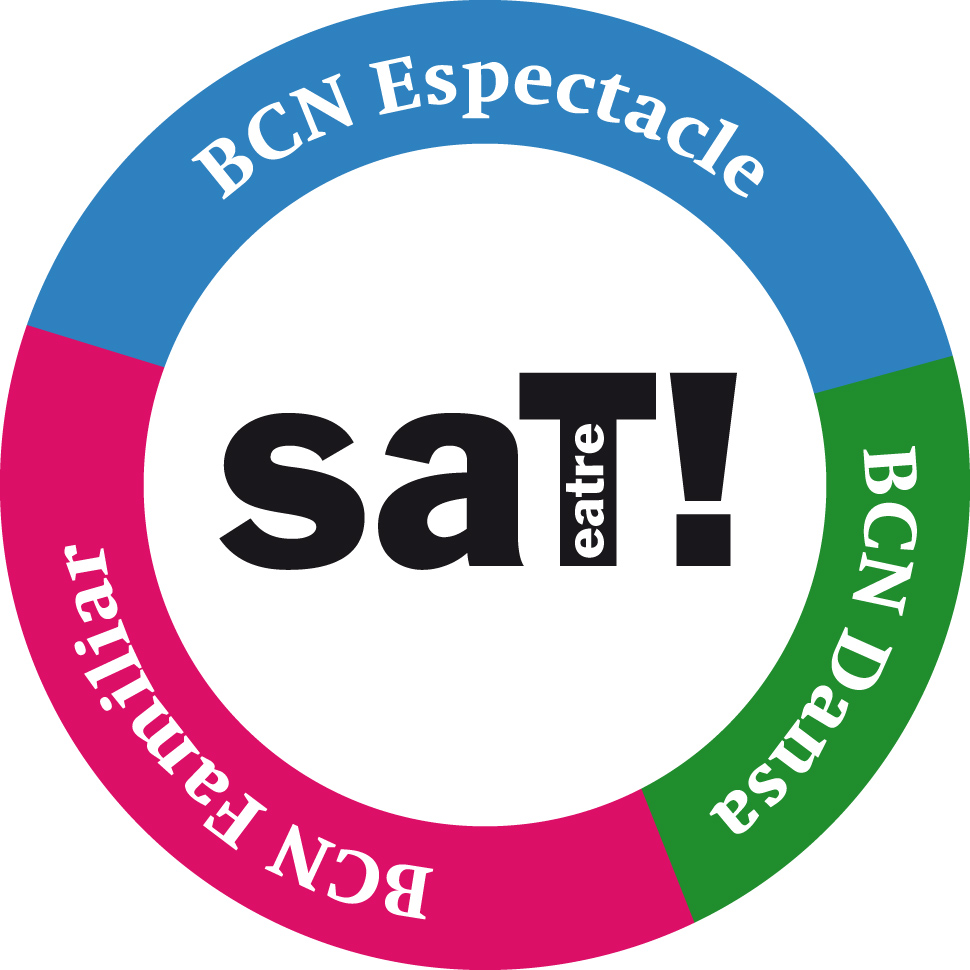 BCN Espectacle
BCN Dansa
BCN Familiar
saT!
eatre